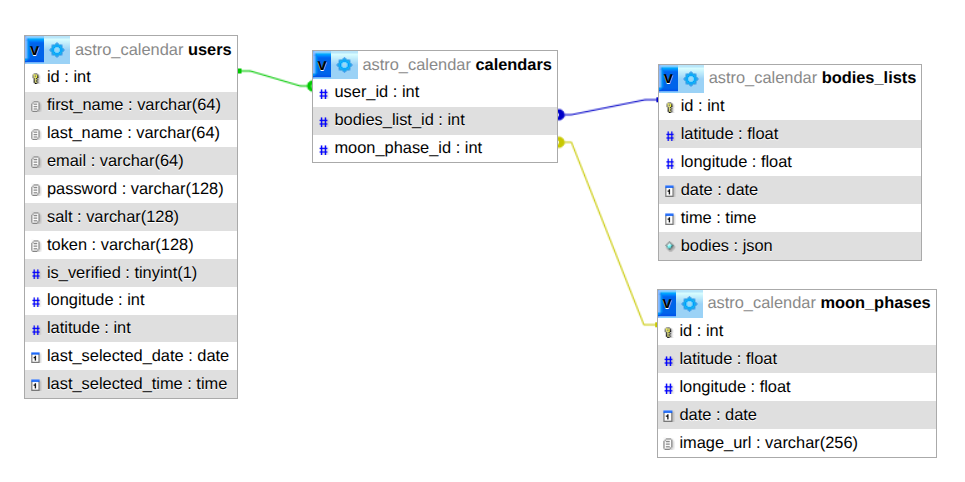 V astro_calendar users
id : int
first_name : varchar(64)
last_name : varchar(64)
email : varchar(64)
password : varchar(128)
salt : varchar(128)
token : varchar(128)
# is_verified : tinyint(1)
# longitude : int
# latitude : int
last_selected_date : date
last_selected_time : time
V astro_calendar calendars
# user_id : int
# bodies_list_id : int
# moon_phase_id : int
V astro_calendar bodies_lists
id : int
# latitude : float
# longitude : float
date : date
time : time
bodies : json
V astro_calendar moon_phases
id : int
# latitude : float
# longitude : float
date : date
image_url : varchar(256)